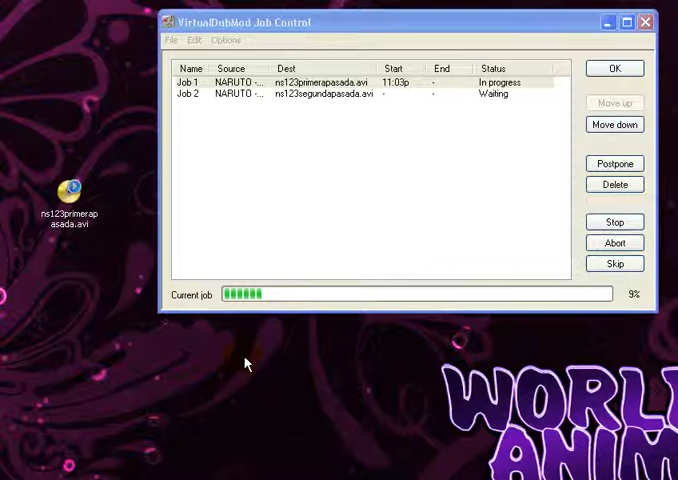 VirtualDubMod Job Control
File Edit Options
Name Source Dest Start End Status
Job 1 NARUTO -... ns123primerapasada.avi 11:03p - In progress
Job 2 NARUTO -... ns123segundapasada.avi - - Waiting
OK
Move up
Move down
Postpone
Delete
Stop
Abort
Skip
Current job 9%
ns123primerap
asada.avi
WORL
ANIM